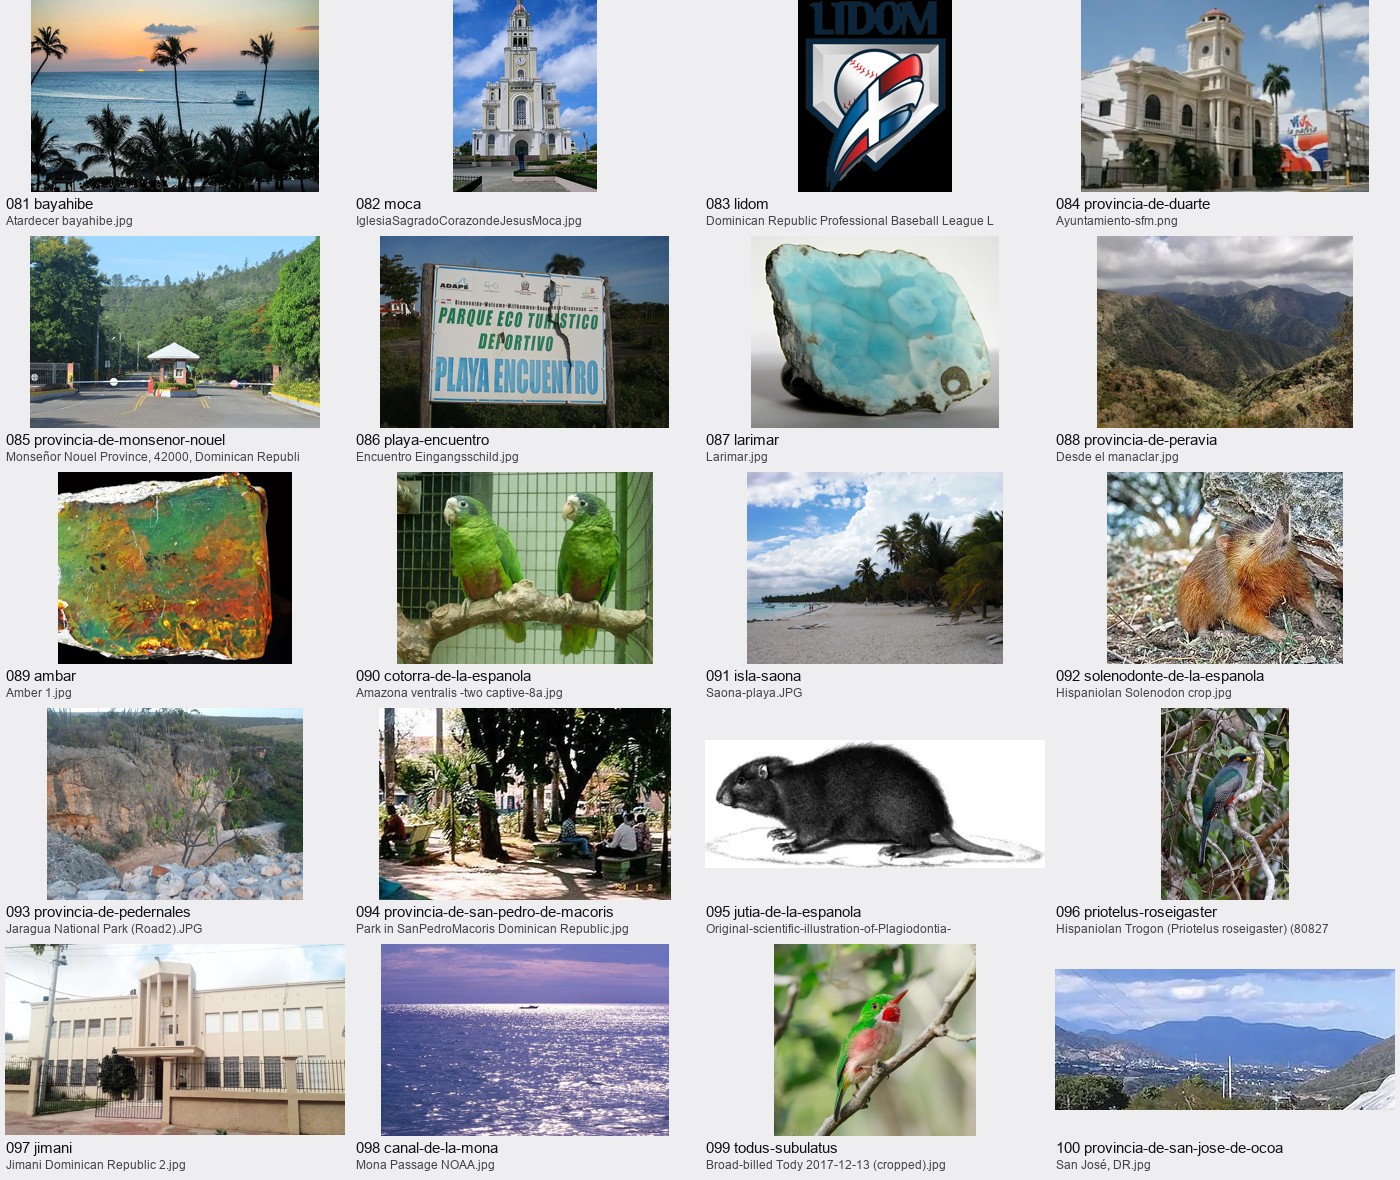 LIDOM
081 bayahibe
Atardecer bayahibe.jpg
082 moca
IglesiaSagradoCorazondeJesusMoca.jpg
083 lidom
Dominican Republic Professional Baseball League L
VIVA
la patria
084 provincia-de-duarte
Ayuntamiento-sfm.png
085 provincia-de-monsenor-nouel
Monseñor Nouel Province, 42000, Dominican Republi
ADAPE
PARQUE ECO TURISTICO
DEPORTIVO
PLAYA ENCUENTRO
086 playa-encuentro
Encuentro Eingangsschild.jpg
087 larimar
Larimar.jpg
088 provincia-de-peravia
Desde el manaclar.jpg
089 ambar
Amber 1.jpg
090 cotorra-de-la-espanola
Amazona ventralis -two captive-8a.jpg
091 isla-saona
Saona-playa.JPG
092 solenodonte-de-la-espanola
Hispaniolan Solenodon crop.jpg
093 provincia-de-pedernales
Jaragua National Park (Road2).JPG
094 provincia-de-san-pedro-de-macoris
Park in SanPedroMacoris Dominican Republic.jpg
095 jutia-de-la-espanola
Original-scientific-illustration-of-Plagiodontia-
096 priotelus-roseigaster
Hispaniolan Trogon (Priotelus roseigaster) (80827
097 jimani
Jimani Dominican Republic 2.jpg
098 canal-de-la-mona
Mona Passage NOAA.jpg
099 todus-subulatus
Broad-billed Tody 2017-12-13 (cropped).jpg
100 provincia-de-san-jose-de-ocoa
San José, DR.jpg